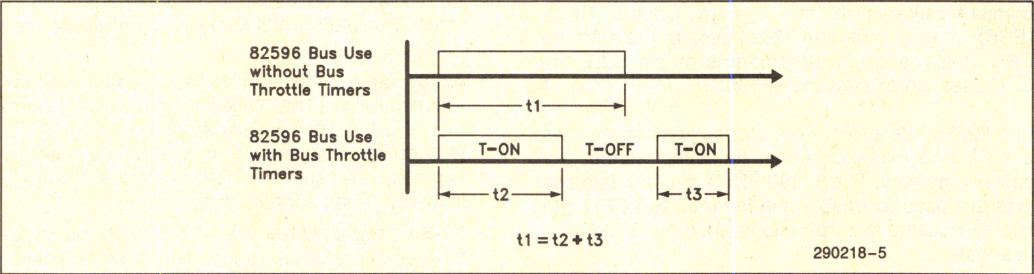 82596 Bus Use
without Bus
Throttle Timers
t1
82596 Bus Use
with Bus Throttle
Timers
T-ON
T-OFF
T-ON
t2
t3
t1 = t2 + t3
290218-5